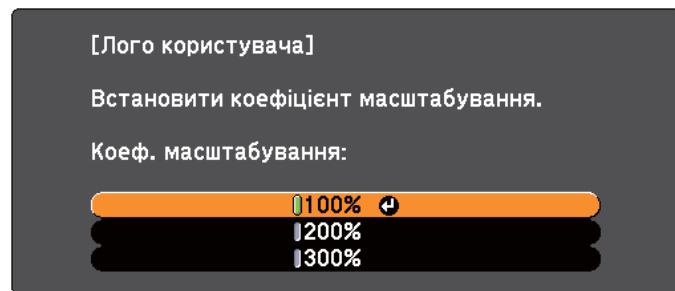 [Лого користувача]
Встановити коефіцієнт масштабування.
Коеф. масштабування:
100%
200%
300%